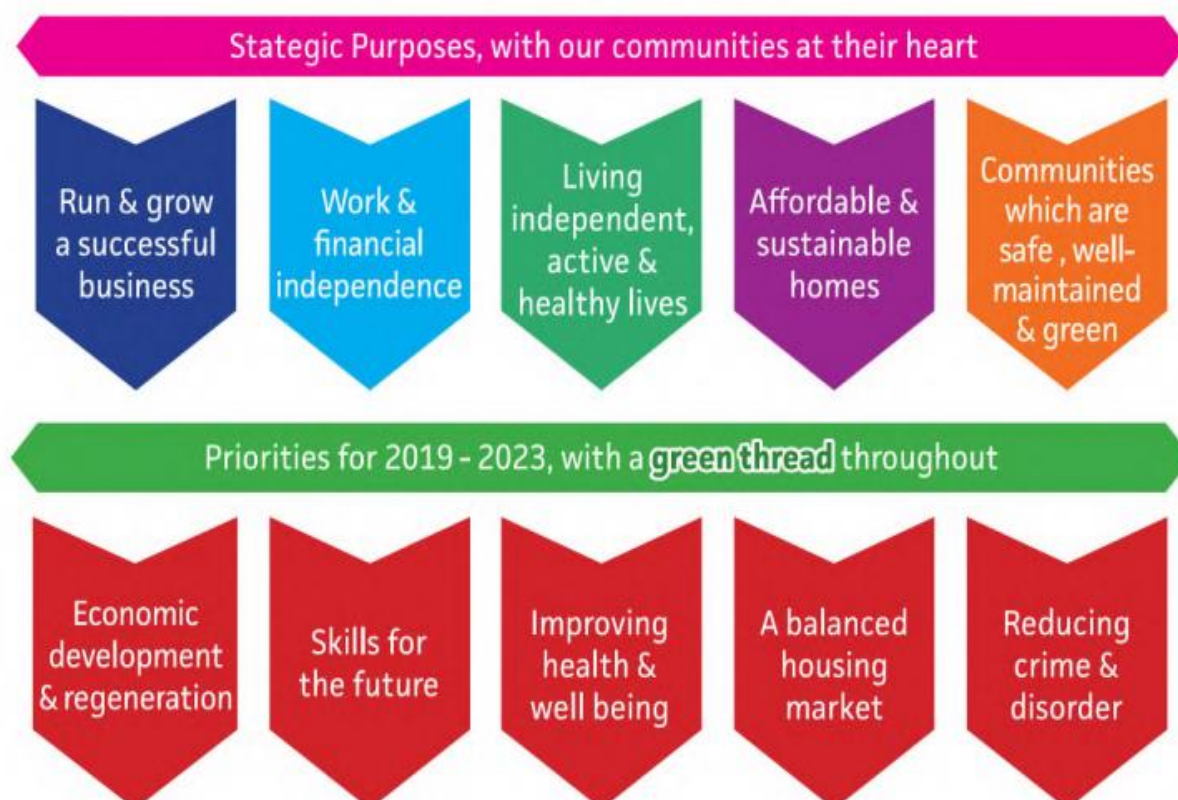 Stategic Purposes, with our communities at their heart
Run & grow
a successful
business
Work &
financial
independence
Living
independent,
active &
healthy lives
Affordable &
sustainable
homes
Communities
which are
safe , well-
maintained
& green
Priorities for 2019 - 2023, with a green thread throughout
Economic
development
& regeneration
Skills for
the future
Improving
health &
well being
A balanced
housing
market
Reducing
crime &
disorder